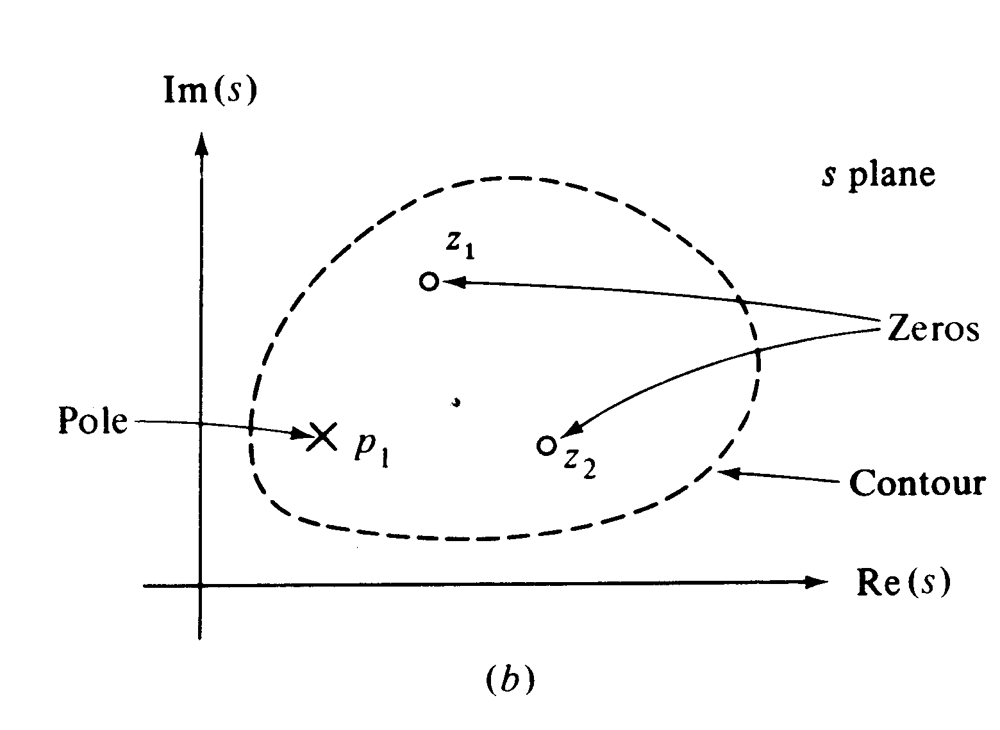 Im(s)
s plane
z₁
Zeros
Pole
p₁
z₂
Contour
Re(s)
(b)